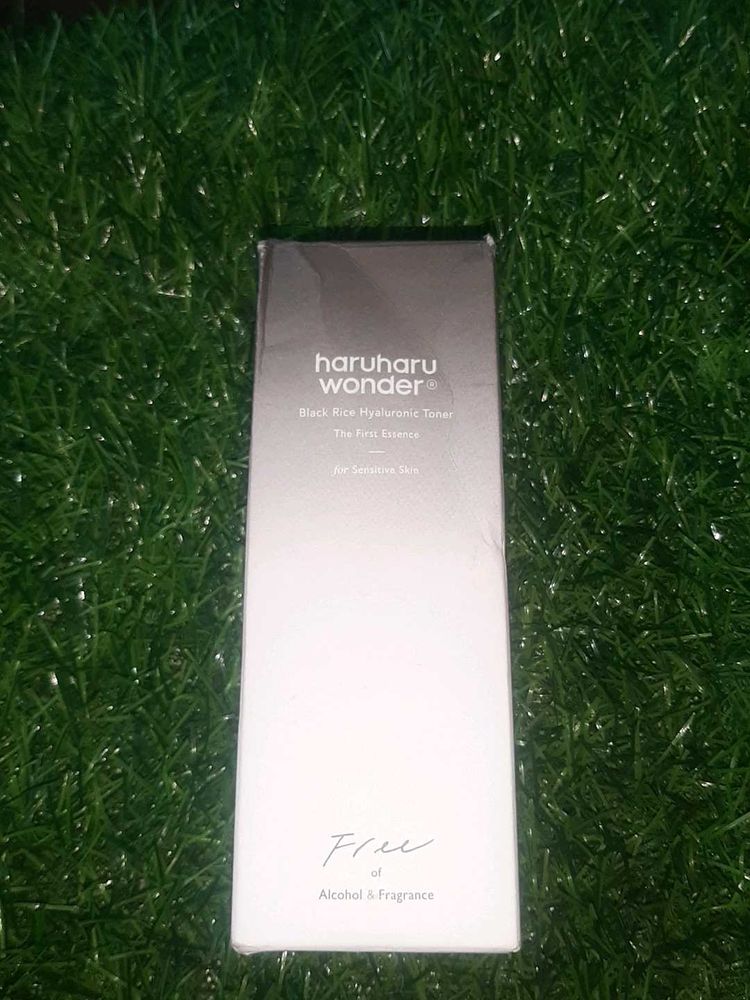 haruharu
wonder®
Black Rice Hyaluronic Toner
The First Essence
for Sensitive Skin
Free
of
Alcohol & Fragrance